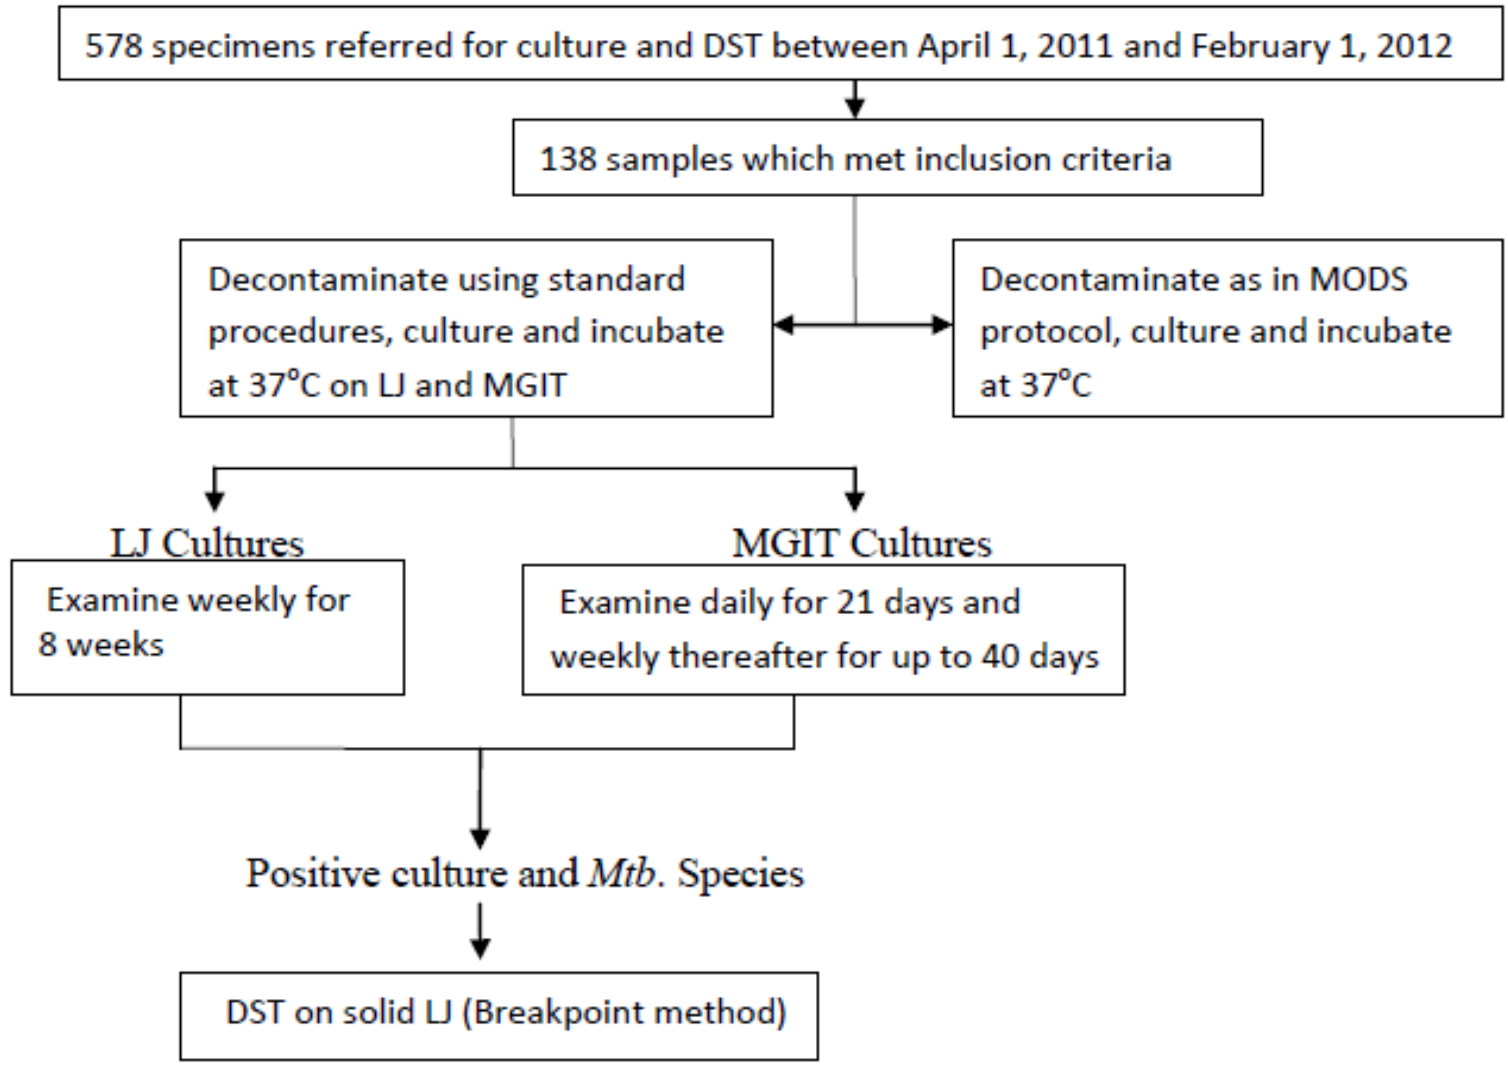 578 specimens referred for culture and DST between April 1, 2011 and February 1, 2012
138 samples which met inclusion criteria
Decontaminate using standard
procedures, culture and incubate
at 37°C on LJ and MGIT
Decontaminate as in MODS
protocol, culture and incubate
at 37°C
LJ Cultures
Examine weekly for
8 weeks
MGIT Cultures
Examine daily for 21 days and
weekly thereafter for up to 40 days
Positive culture and Mtb. Species
DST on solid LJ (Breakpoint method)